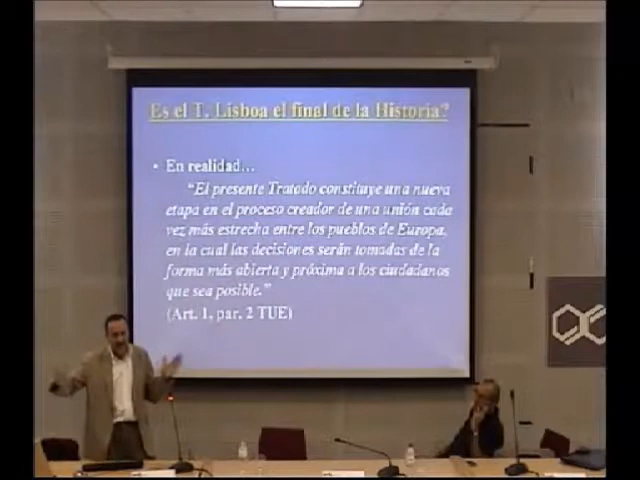 Es el T. Lisboa el final de la Historia?
• En realidad…
“El presente Tratado constituye una nueva
etapa en el proceso creador de una unión cada
vez más estrecha entre los pueblos de Europa,
en la cual las decisiones serán tomadas de la
forma más abierta y próxima a los ciudadanos
que sea posible.”
(Art. 1, par. 2 TUE)